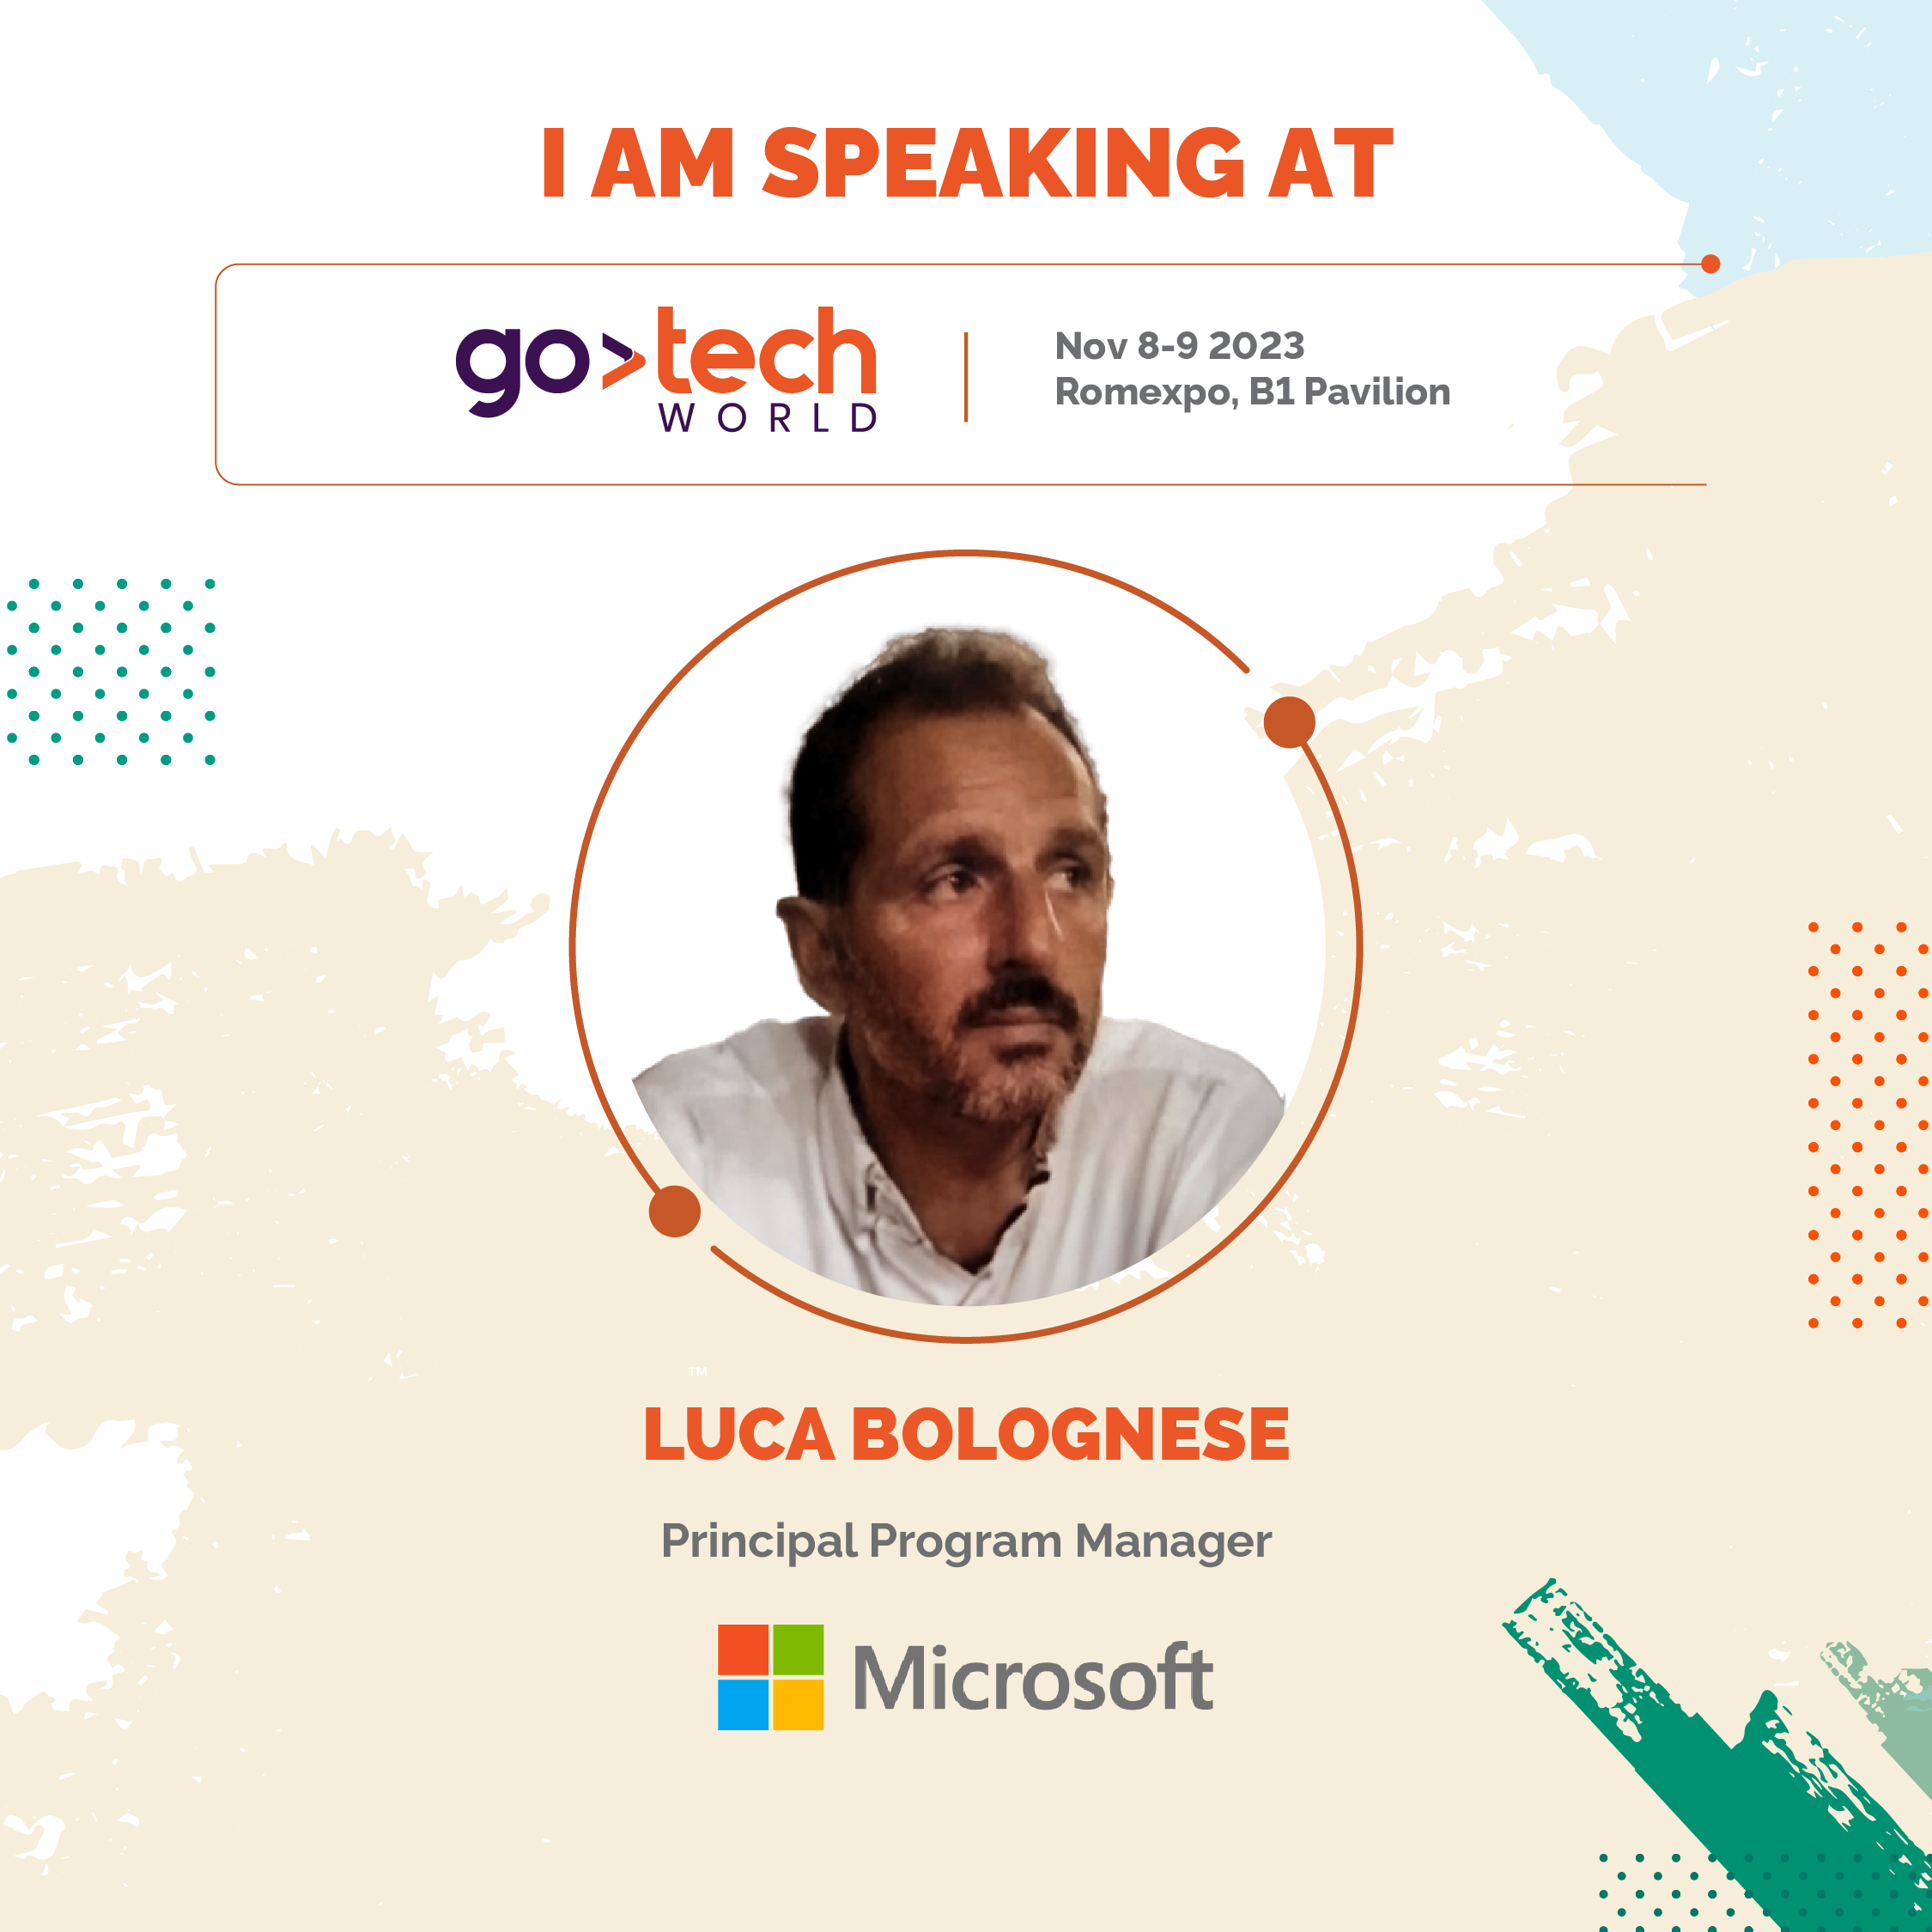 I AM SPEAKING AT
go>tech
WORLD
Nov 8-9 2023
Romexpo, B1 Pavilion
TM
LUCA BOLOGNESE
Principal Program Manager
Microsoft